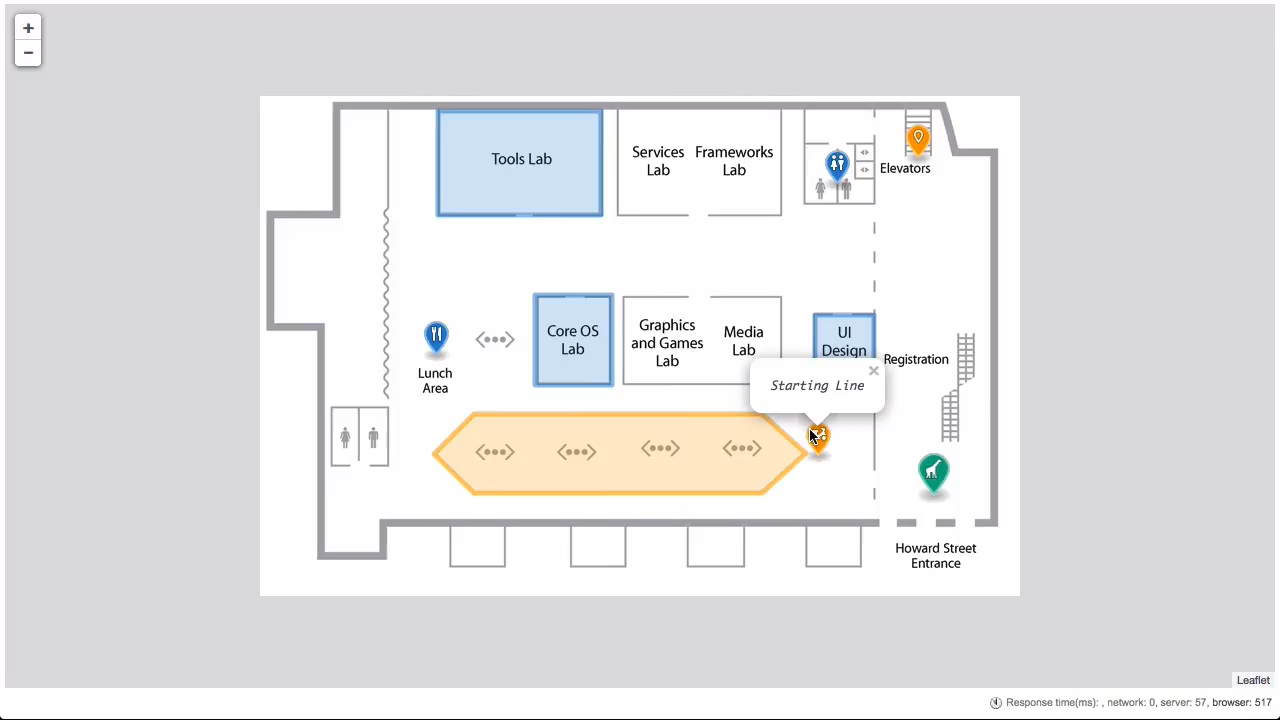 +
−
Tools Lab
Services
Lab
Frameworks
Lab
Elevators
Core OS
Lab
Graphics
and Games
Lab
Media
Lab
UI
Design
Registration
Lunch
Area
Starting Line
×
Howard Street
Entrance
Leaflet
Response time(ms): , network: 0, server: 57, browser: 517